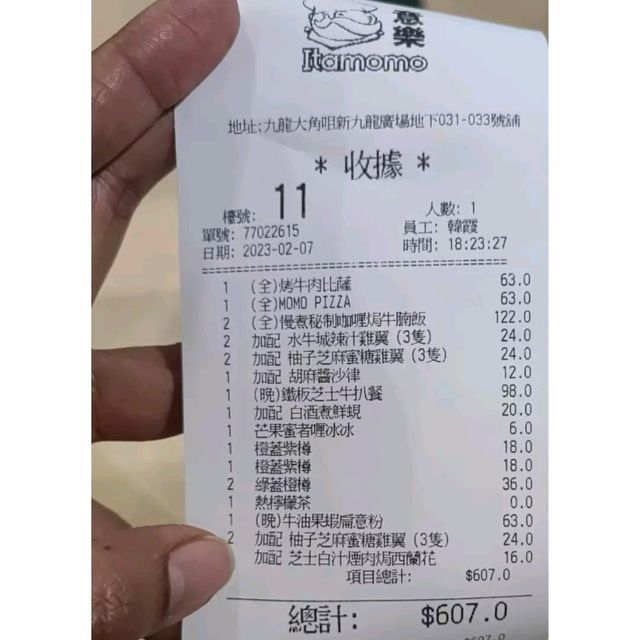 意
樂
Itamomo
地址:九龍大角咀新九龍廣場地下031-033號舖
* 收據 *
檯號: 11 人數: 1
單號: 77022615 員工: 韓霞
日期: 2023-02-07 時間: 18:23:27
1 (全)烤牛肉比薩 63.0
1 (全)MOMO PIZZA 63.0
2 (全)慢煮秘制咖喱焗牛腩飯 122.0
2 加配 水牛城辣汁雞翼 (3隻) 24.0
2 加配 柚子芝麻蜜糖雞翼 (3隻) 24.0
1 加配 胡麻醬沙律 12.0
1 (晚)鐵板芝士牛扒餐 98.0
1 加配 白酒煮鮮蜆 20.0
1 芒果蜜者喱冰冰 6.0
1 橙蓋紫樽 18.0
1 橙蓋紫樽 18.0
2 綠蓋橙樽 36.0
1 熱檸檬茶 0.0
1 (晚)牛油果蝦扁意粉 63.0
2 加配 柚子芝麻蜜糖雞翼 (3隻) 24.0
加配 芝士白汁煙肉焗西蘭花 16.0
項目總計: $607.0
總計: $607.0